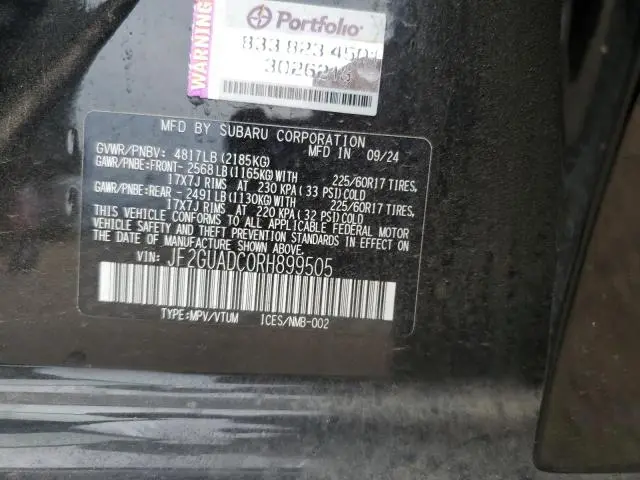 WARNING
Portfolio
833 823 4501
3026213
MFD BY SUBARU CORPORATION
GVWR/PNBV: 4817LB (2185KG) MFD IN 09/24
GAWR/PNBE:FRONT- 2568LB (1165KG) WITH 225/60R17 TIRES,
17X7J RIMS AT 230 KPA ( 33 PSI) COLD
GAWR/PNBE:REAR - 2491LB (1130KG) WITH 225/60R17 TIRES,
17X7J RIMS AT 220 KPA ( 32 PSI) COLD
THIS VEHICLE CONFORMS TO ALL APPLICABLE FEDERAL MOTOR
VEHICLE SAFETY AND THEFT PREVENTION STANDARDS IN EFFECT
ON THE DATE OF MANUFACTURE SHOWN ABOVE.
VIN: JF2GUADC0RH899505
TYPE:MPV/VTUM ICES/NMB-002